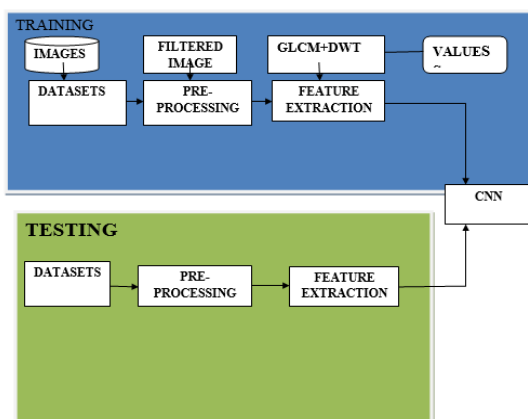 TRAINING
IMAGES
FILTERED
IMAGE
GLCM+DWT
VALUES
DATASETS
PRE-
PROCESSING
FEATURE
EXTRACTION
CNN
TESTING
DATASETS
PRE-
PROCESSING
FEATURE
EXTRACTION